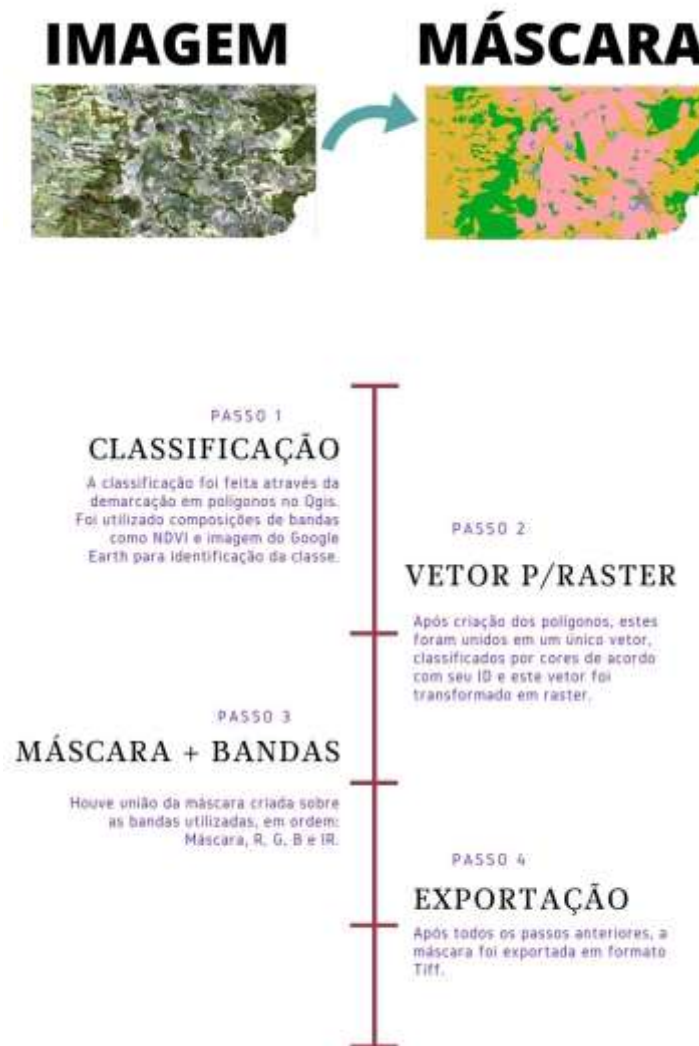 IMAGEM
MÁSCARA
PASSO 1
CLASSIFICAÇÃO
A classificação foi feita através da
demarcação em polígonos no Qgis.
Foi utilizado composições de bandas
como NDVI e imagem do Google
Earth para identificação da classe.
PASSO 2
VETOR P/RASTER
Após criação dos polígonos, estes
foram unidos em um único vetor,
classificados por cores de acordo
com seu ID e este vetor foi
transformado em raster.
PASSO 3
MÁSCARA + BANDAS
Houve união da máscara criada sobre
as bandas utilizadas, em ordem:
Máscara, R, G, B e IR.
PASSO 4
EXPORTAÇÃO
Após todos os passos anteriores, a
máscara foi exportada em formato
Tiff.